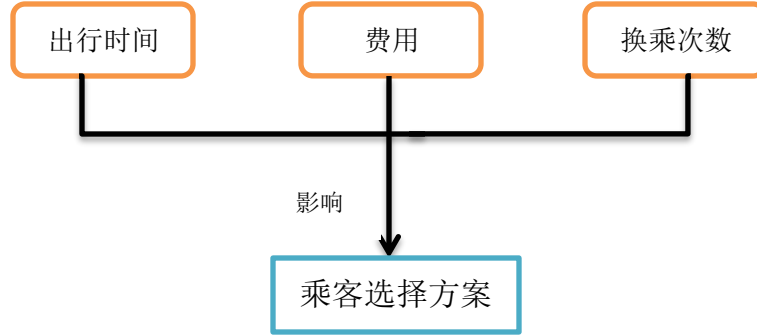 出行时间
费用
换乘次数
影响
乘客选择方案